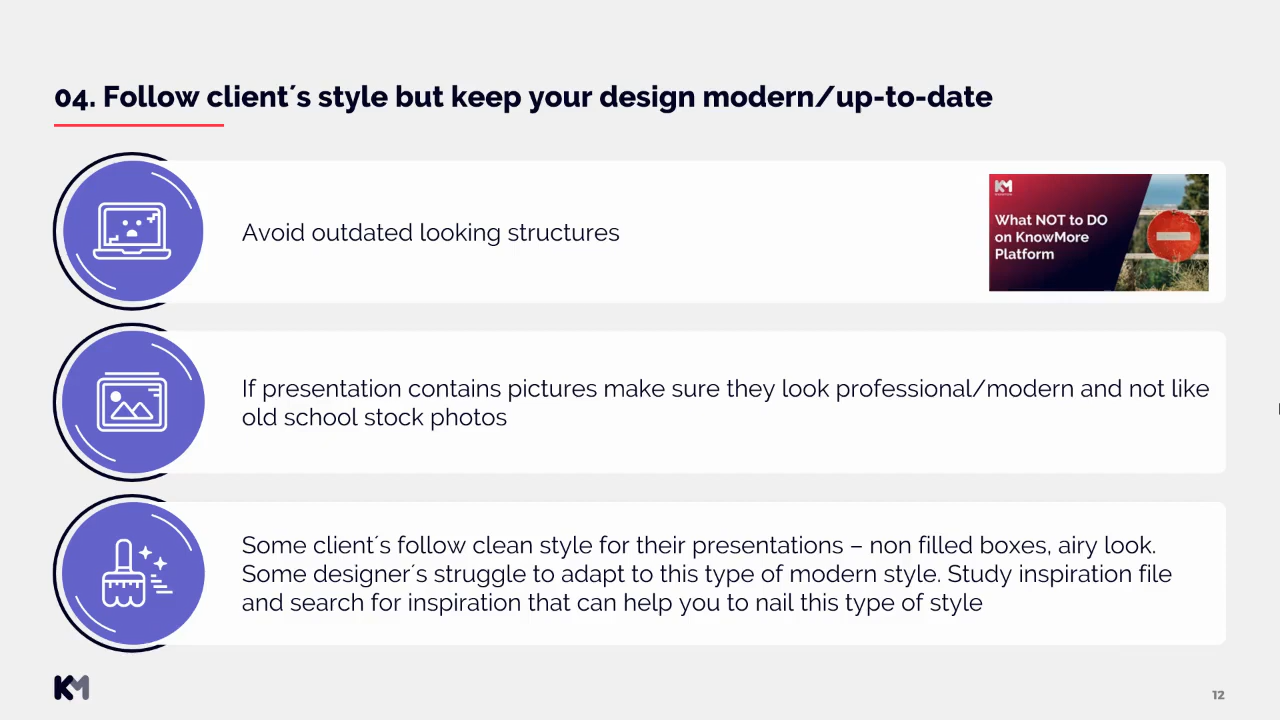 04. Follow client´s style but keep your design modern/up-to-date
Avoid outdated looking structures
KM
What NOT to DO
on KnowMore
Platform
If presentation contains pictures make sure they look professional/modern and not like
old school stock photos
Some client´s follow clean style for their presentations – non filled boxes, airy look.
Some designer´s struggle to adapt to this type of modern style. Study inspiration file
and search for inspiration that can help you to nail this type of style
KM
12